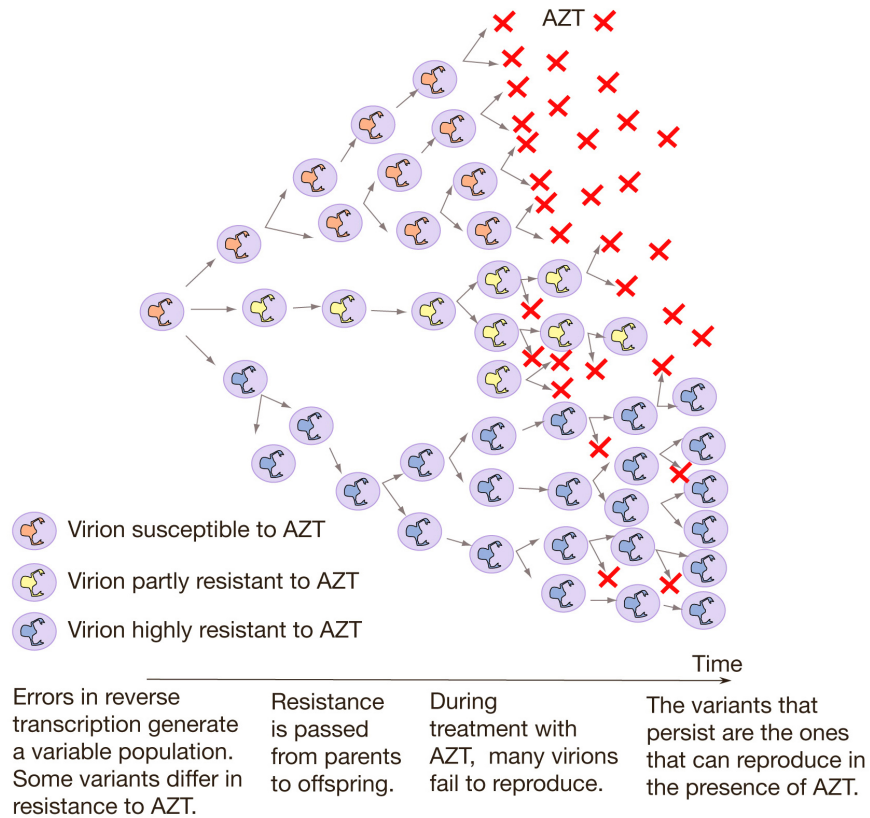 AZT
Virion susceptible to AZT
Virion partly resistant to AZT
Virion highly resistant to AZT
Time
Errors in reverse
transcription generate
a variable population.
Some variants differ in
resistance to AZT.
Resistance
is passed
from parents
to offspring.
During
treatment with
AZT, many virions
fail to reproduce.
The variants that
persist are the ones
that can reproduce in
the presence of AZT.